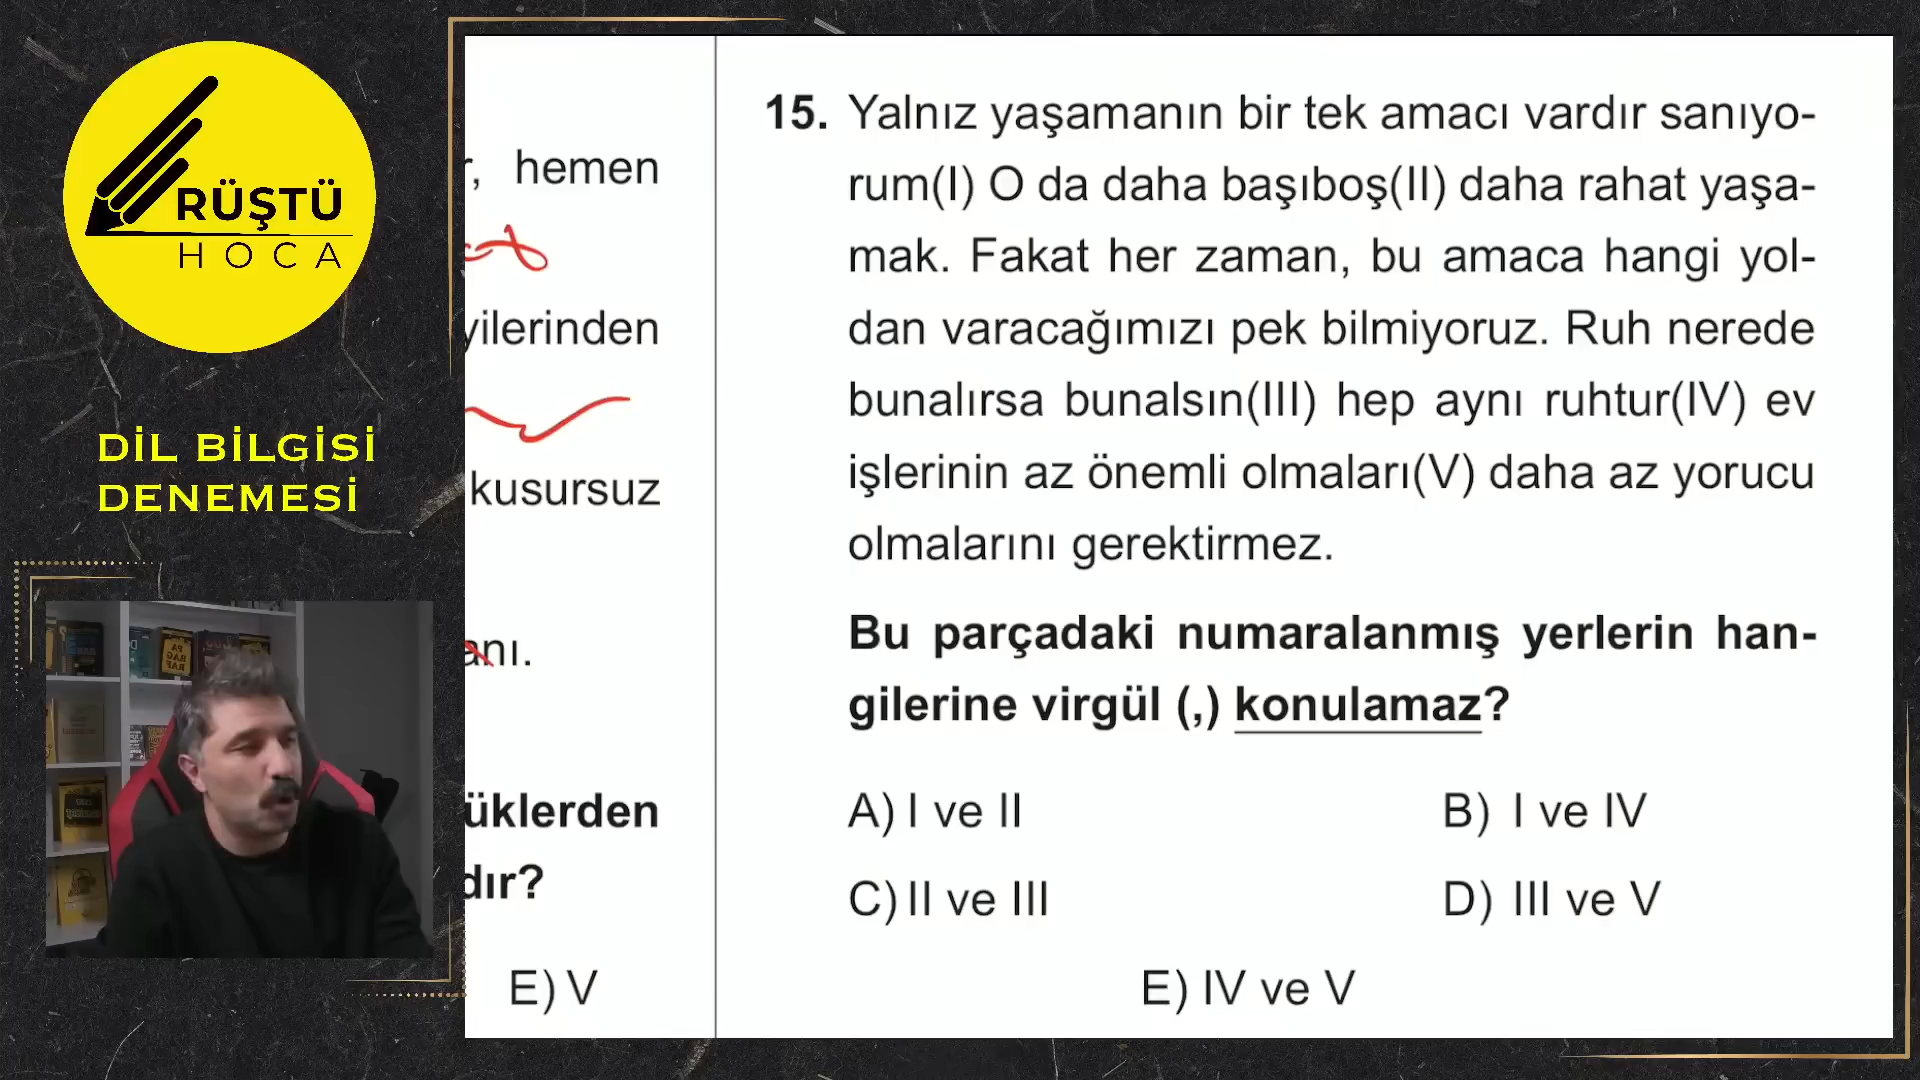 RÜŞTÜ
HOCA
DİL BİLGİSİ
DENEMESİ
, hemen
yilerinden
kusursuz
anı.
üklerden
dır?
E) V
15. Yalnız yaşamanın bir tek amacı vardır sanıyo-
rum(I) O da daha başıboş(II) daha rahat yaşa-
mak. Fakat her zaman, bu amaca hangi yol-
dan varacağımızı pek bilmiyoruz. Ruh nerede
bunalırsa bunalsın(III) hep aynı ruhtur(IV) ev
işlerinin az önemli olmaları(V) daha az yorucu
olmalarını gerektirmez.
Bu parçadaki numaralanmış yerlerin han-
gilerine virgül (,) konulamaz?
A) I ve II
B) I ve IV
C) II ve III
D) III ve V
E) IV ve V